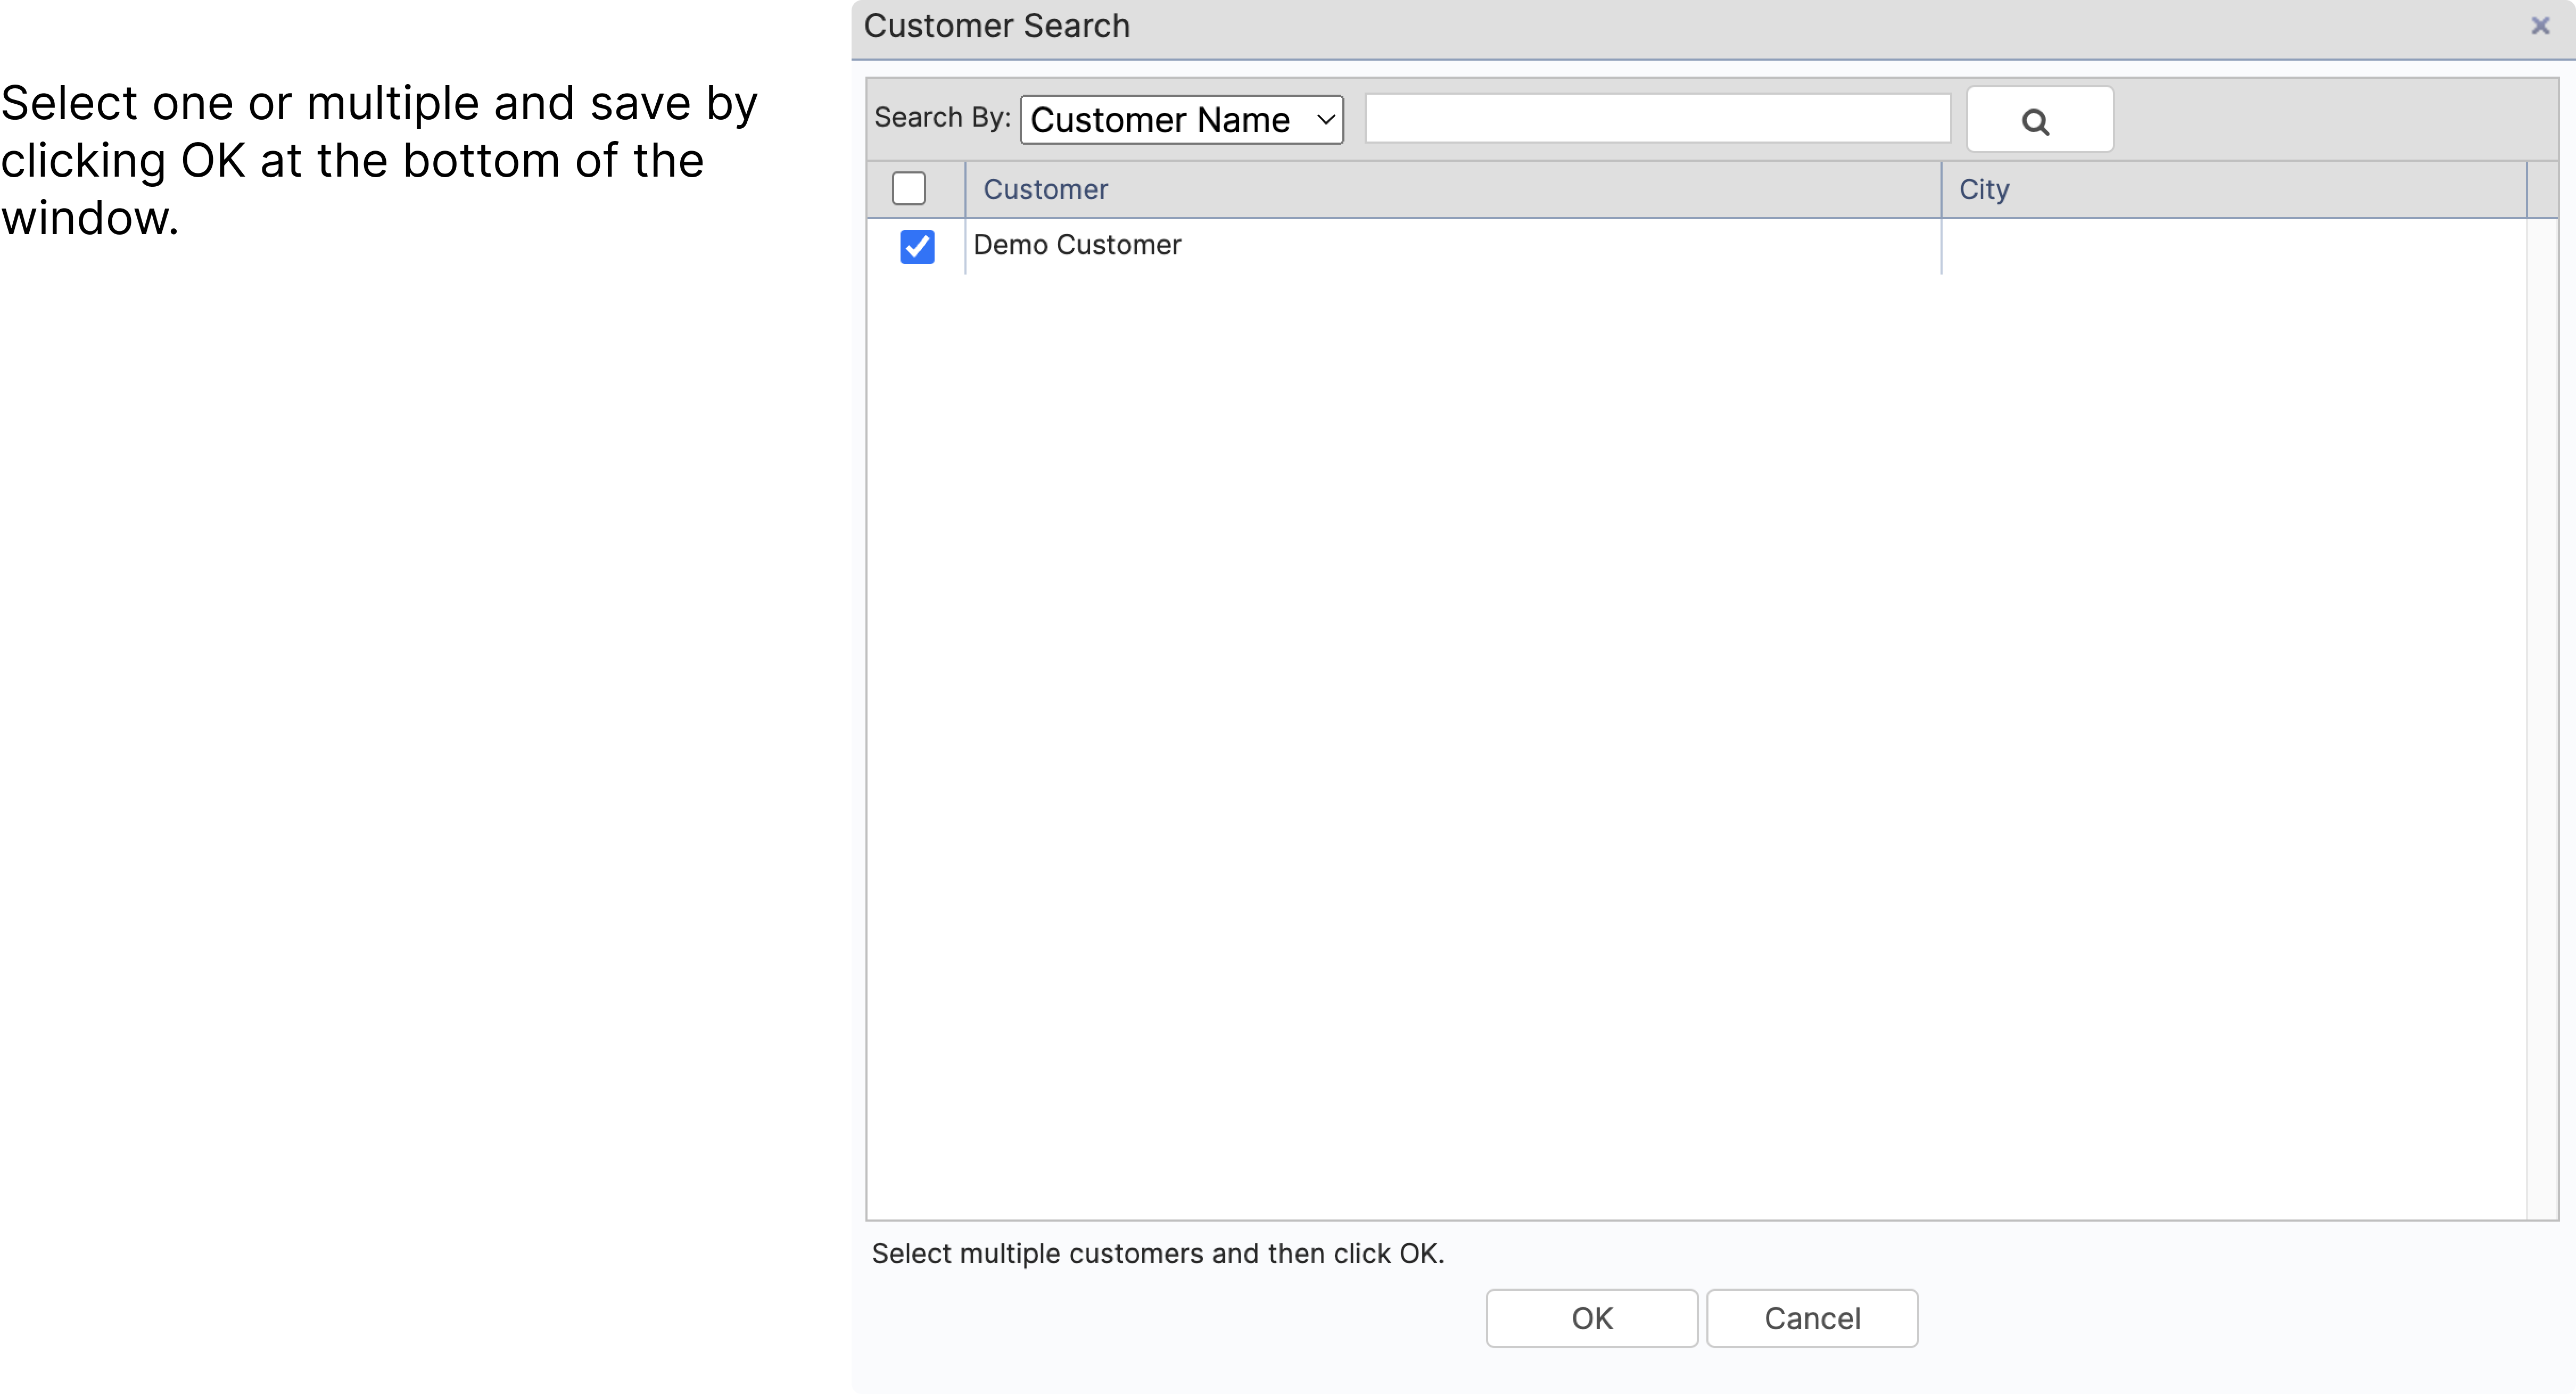 Select one or multiple and save by
clicking OK at the bottom of the
window.
Customer Search
Search By: Customer Name
Customer City
Demo Customer
Select multiple customers and then click OK.
OK Cancel